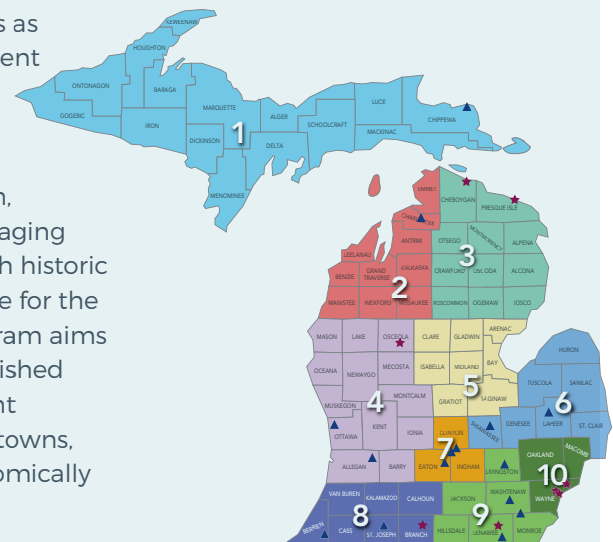 s as
ent
,
aging
h historic
e for the
ram aims
ished
nt
towns,
omically
KEWEENAW
HOUGHTON
ONTONAGON
BARAGA
GOGEBIC
IRON
MARQUETTE
DICKINSON
1
ALGER
DELTA
SCHOOLCRAFT
LUCE
MACKINAC
CHIPPEWA
MENOMINEE
EMMET
CHEBOYGAN
PRESQUE ISLE
CHARLEVOIX
ANTRIM
OTSEGO
MONTMORENCY
ALPENA
3
LEELANAU
BENZIE
GRAND
TRAVERSE
KALKASKA
CRAWFORD
OSCODA
ALCONA
2
MANISTEE
WEXFORD
MISSAUKEE
ROSCOMMON
OGEMAW
IOSCO
MASON
LAKE
OSCEOLA
CLARE
GLADWIN
ARENAC
HURON
OCEANA
NEWAYGO
MECOSTA
ISABELLA
MIDLAND
BAY
TUSCOLA
SANILAC
5
MUSKEGON
4
MONTCALM
GRATIOT
SAGINAW
6
OTTAWA
KENT
IONIA
CLINTON
SHIAWASSEE
GENESEE
LAPEER
ST. CLAIR
7
ALLEGAN
BARRY
EATON
INGHAM
LIVINGSTON
OAKLAND
MACOMB
10
VAN BUREN
KALAMAZOO
CALHOUN
JACKSON
WASHTENAW
WAYNE
8
9
BERRIEN
CASS
ST. JOSEPH
BRANCH
HILLSDALE
LENAWEE
MONROE